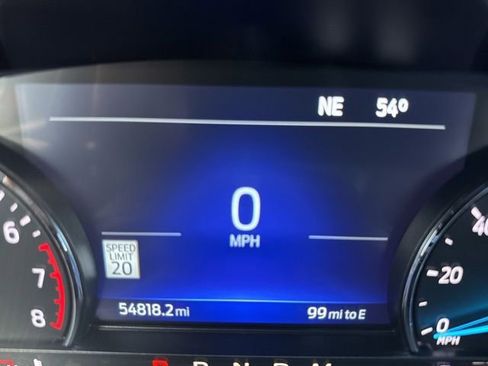 NE 54°
0
MPH
SPEED
LIMIT
20
54818.2 mi 99 mi to E
6
7
8
40
20
0
MPH